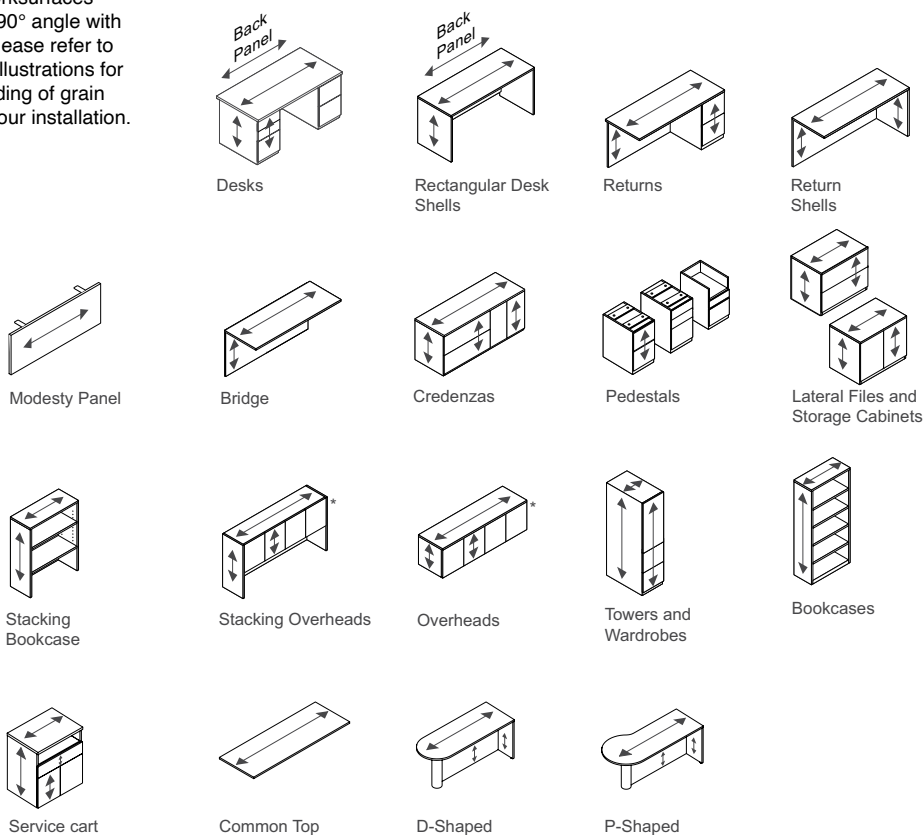 90° angle with
ease refer to
llustrations for
ding of grain
our installation.
Back
Panel
Back
Panel
Desks
Rectangular Desk
Shells
Returns
Return
Shells
Modesty Panel
Bridge
Credenzas
Pedestals
Lateral Files and
Storage Cabinets
Stacking
Bookcase
*
Stacking Overheads
*
Overheads
Towers and
Wardrobes
Bookcases
Service cart
Common Top
D-Shaped
P-Shaped